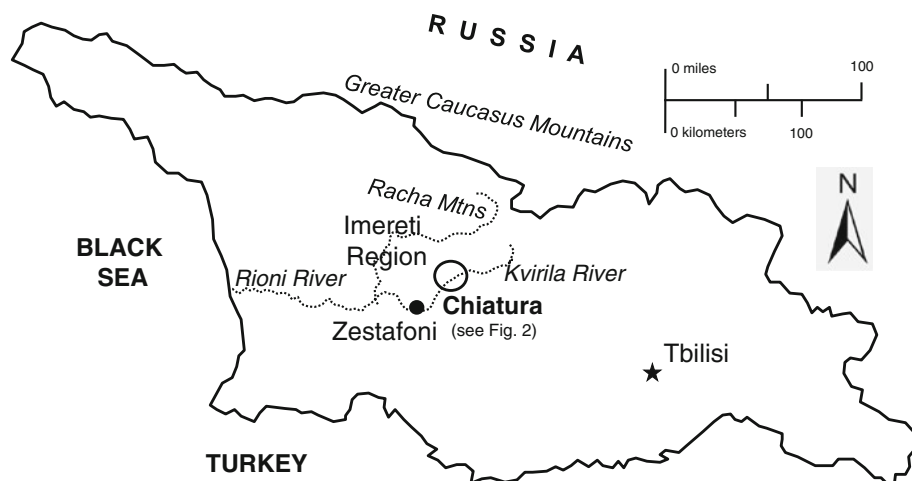 RUSSIA
Greater Caucasus Mountains
0 miles 100
0 kilometers 100
N
Racha Mtns
Imereti
Region
BLACK
SEA
Rioni River
Kvirila River
Chiatura
(see Fig. 2)
Zestafoni
Tbilisi
TURKEY